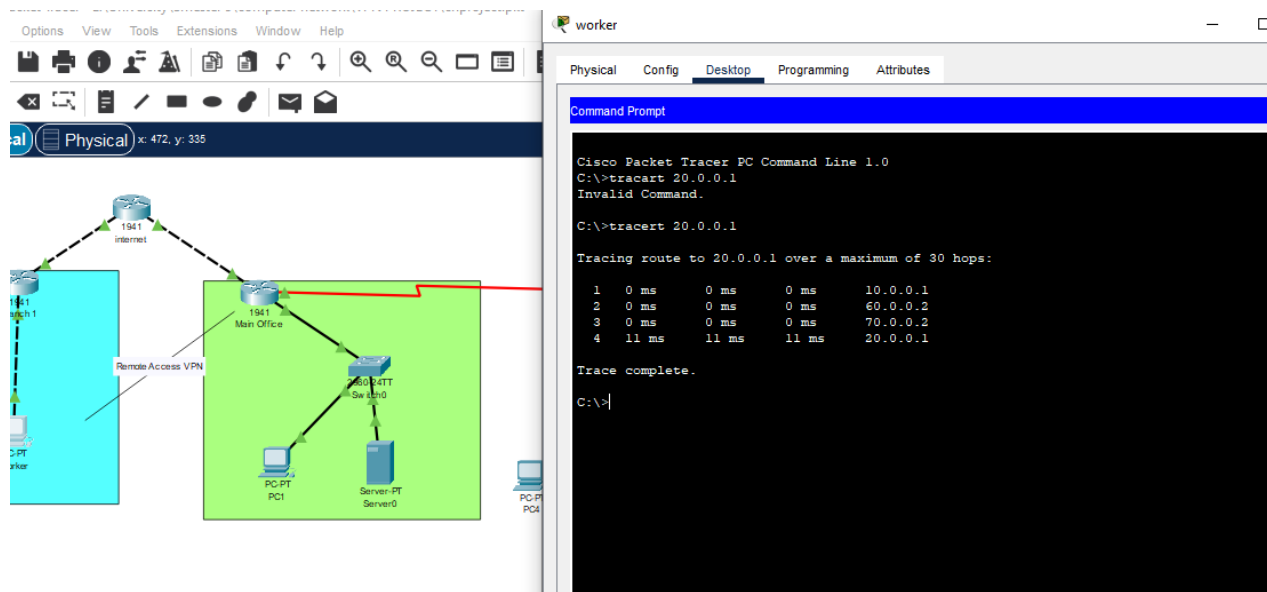 worker
Options View Tools Extensions Window Help
Physical Config Desktop Programming Attributes
Command Prompt
Physical x: 472, y: 335
Cisco Packet Tracer PC Command Line 1.0
C:\>tracart 20.0.0.1
Invalid Command.
C:\>tracert 20.0.0.1
Tracing route to 20.0.0.1 over a maximum of 30 hops:
1 0 ms 0 ms 0 ms 10.0.0.1
2 0 ms 0 ms 0 ms 60.0.0.2
3 0 ms 0 ms 0 ms 70.0.0.2
4 11 ms 11 ms 11 ms 20.0.0.1
Trace complete.
C:\>
1941
internet
1941
Main Office
Remote Access VPN
Switch0
PC-PT
PC1
Server-PT
Server0
PC4